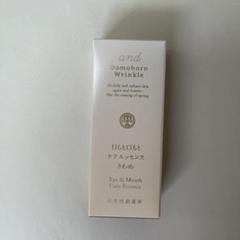 and
Domohorn
Wrinkle
目もと口もと
ケアエッセンス
きわめ
Eye & Mouth
Care Essence
再春館製薬所